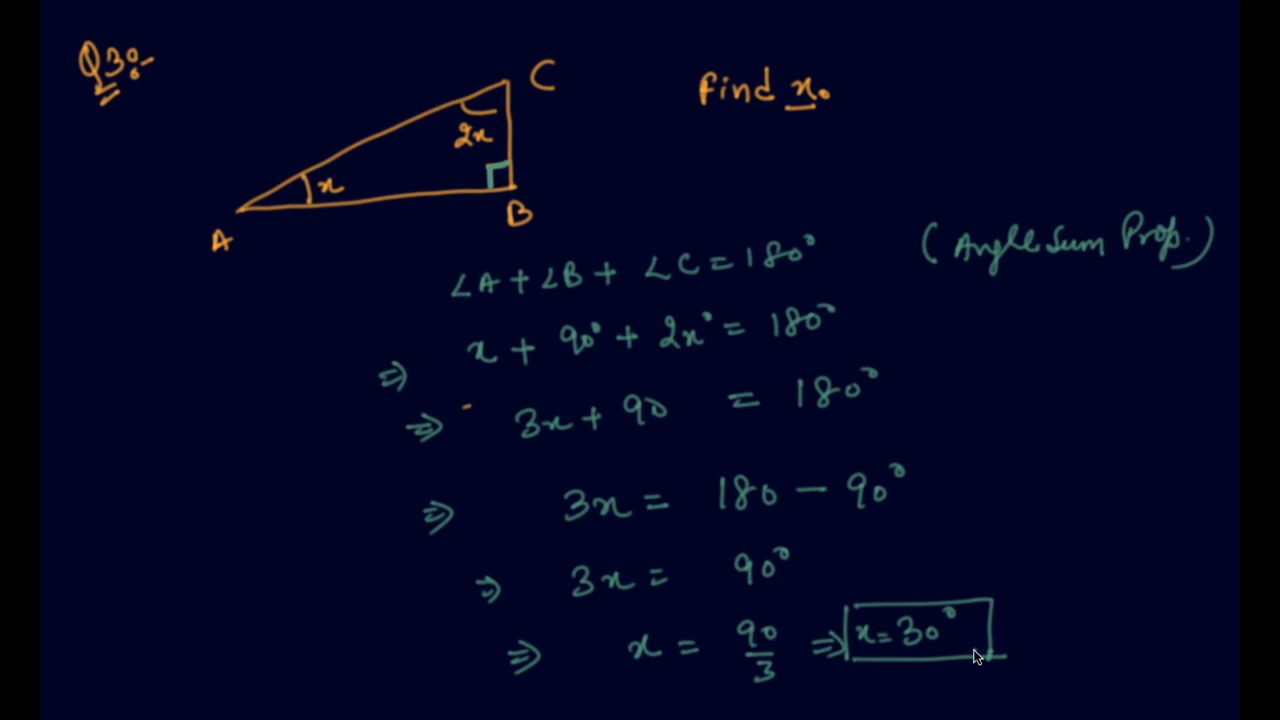 Q3:-
Find x.
C
2x
x
B
A
∠A + ∠B + ∠C = 180°
(Angle Sum Prop.)
⇒ x + 90° + 2x° = 180°
⇒ 3x + 90 = 180°
⇒ 3x = 180 - 90°
⇒ 3x = 90°
⇒ x = 90/3 ⇒ x = 30°